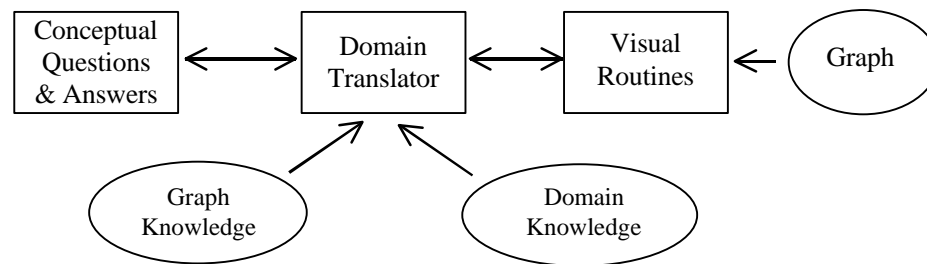 Conceptual
Questions
& Answers
Domain
Translator
Visual
Routines
Graph
Graph
Knowledge
Domain
Knowledge